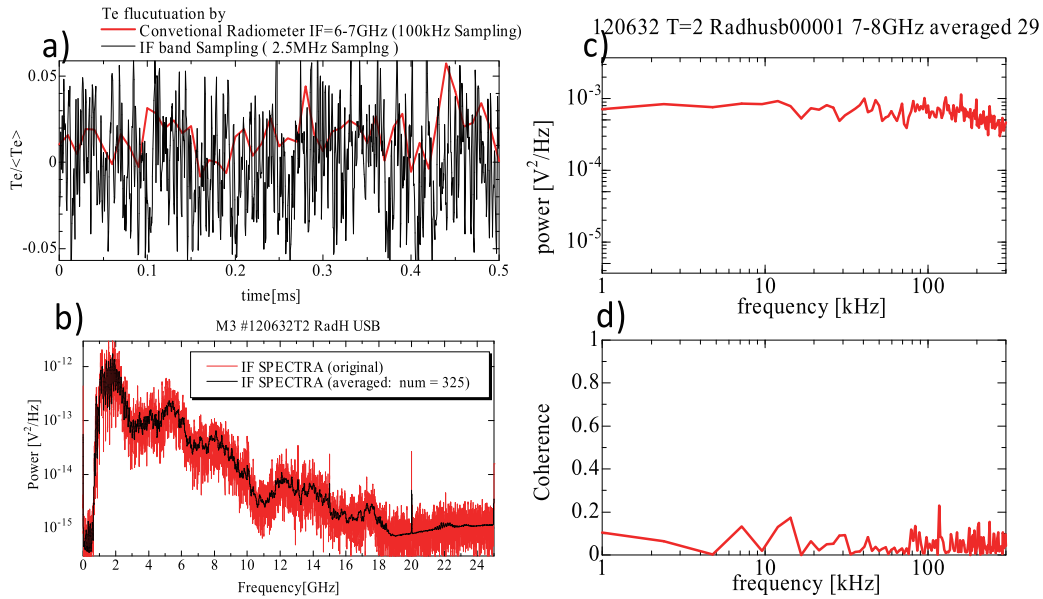 Te flucutuation by
Convetional Radiometer IF=6-7GHz (100kHz Sampling)
IF band Sampling ( 2.5MHz Samplng )
a)
0.05
0
-0.05
Te/<Te>
0 0.1 0.2 0.3 0.4 0.5
time[ms]
b)
M3 #120632T2 RadH USB
IF SPECTRA (original)
IF SPECTRA (averaged: num = 325)
10-12
10-13
10-14
10-15
Power [V2/Hz]
0 2 4 6 8 10 12 14 16 18 20 22 24
Frequency[GHz]
120632 T=2 Radhusb00001 7-8GHz averaged 29
c)
10-3
10-4
10-5
power [V2/Hz]
1 10 100
frequency [kHz]
d)
1
0.8
0.6
0.4
0.2
0
Coherence
1 10 100
frequency [kHz]